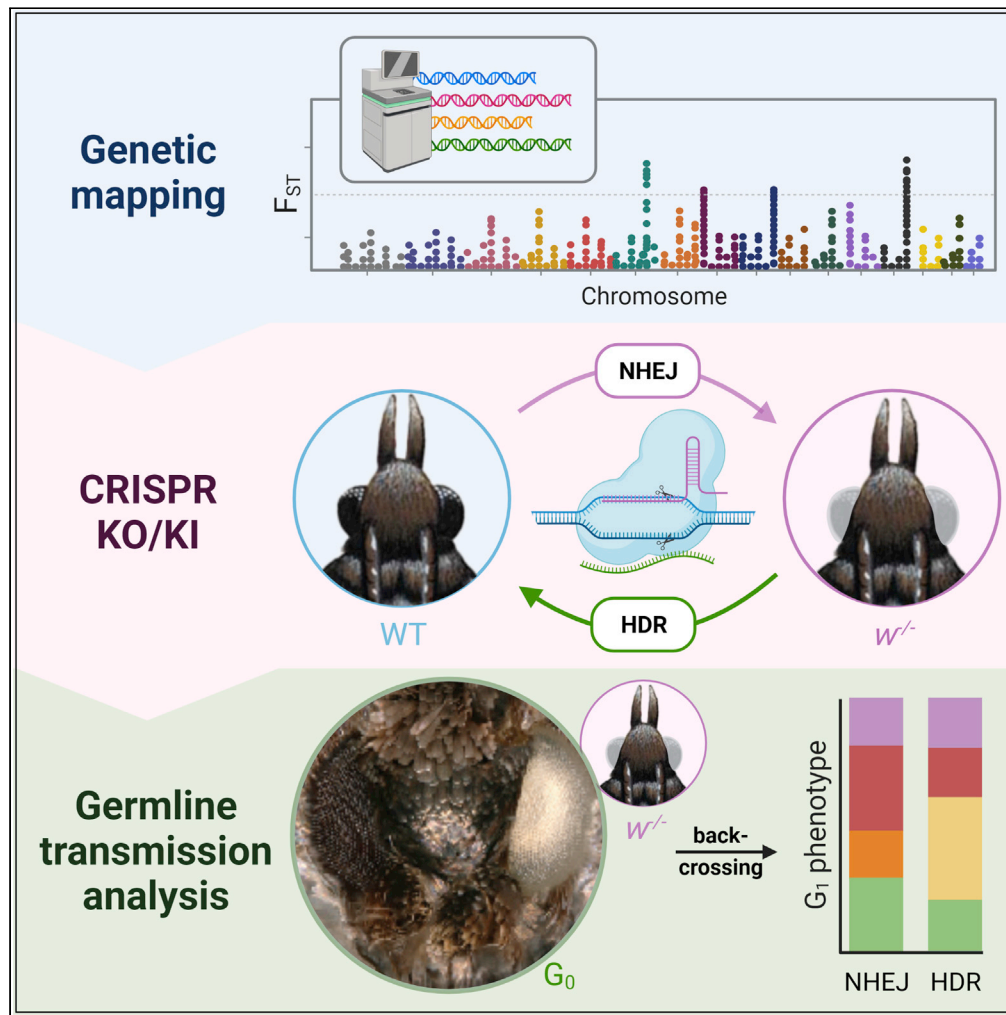 Genetic
mapping
F_ST
Chromosome
CRISPR
KO/KI
NHEJ
HDR
WT
w⁻/⁻
Germline
transmission
analysis
G₀
w⁻/⁻
back-
crossing
G₁ phenotype
NHEJ HDR